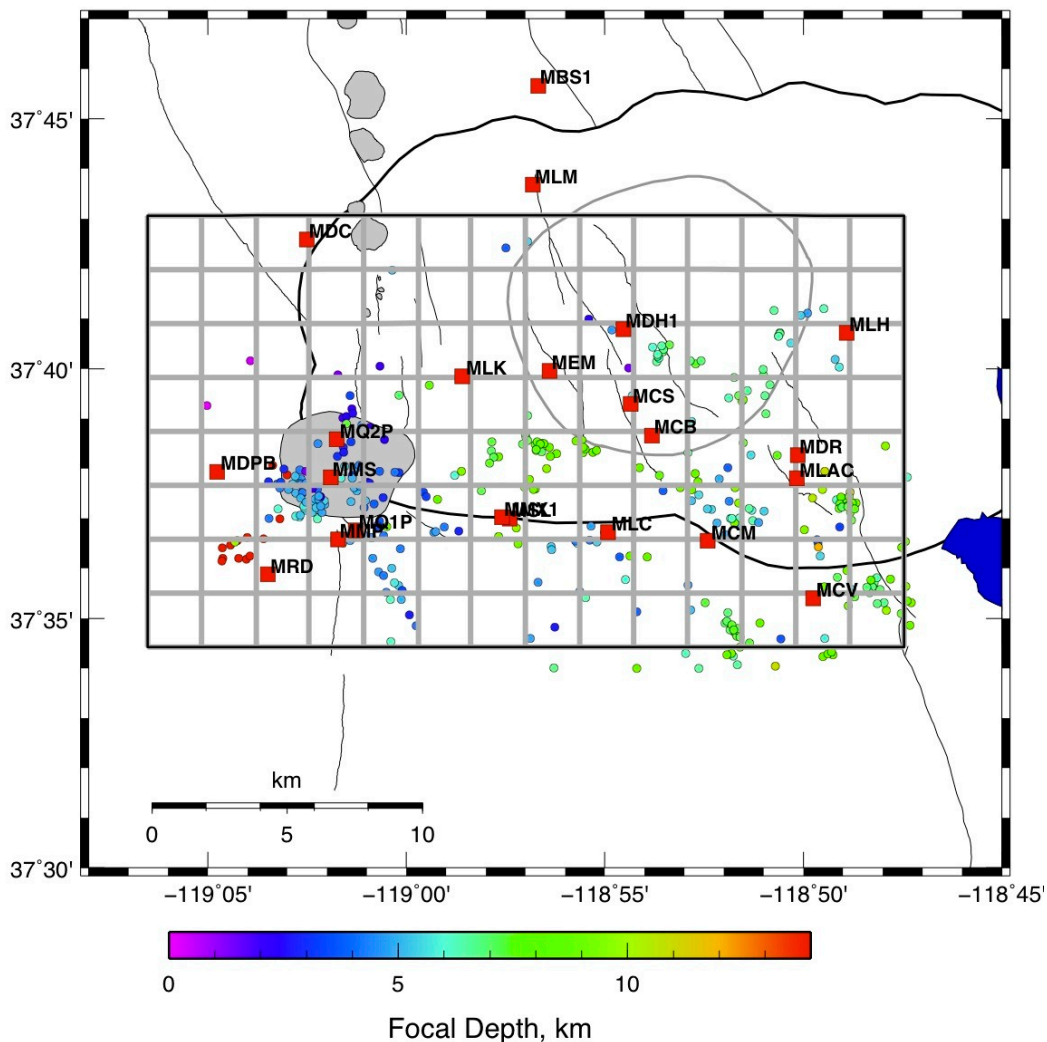 MBS1
37°45'
MLM
MDC
MDH1
MLH
37°40'
MLK
MEM
MCS
MCB
MQ2P
MDR
MDPB
MMS
MLAC
MSK1
MQ1P
MLC
MMP
MCM
MRD
MCV
37°35'
km
0 5 10
37°30'
−119°05' −119°00' −118°55' −118°50' −118°45'
0 5 10
Focal Depth, km